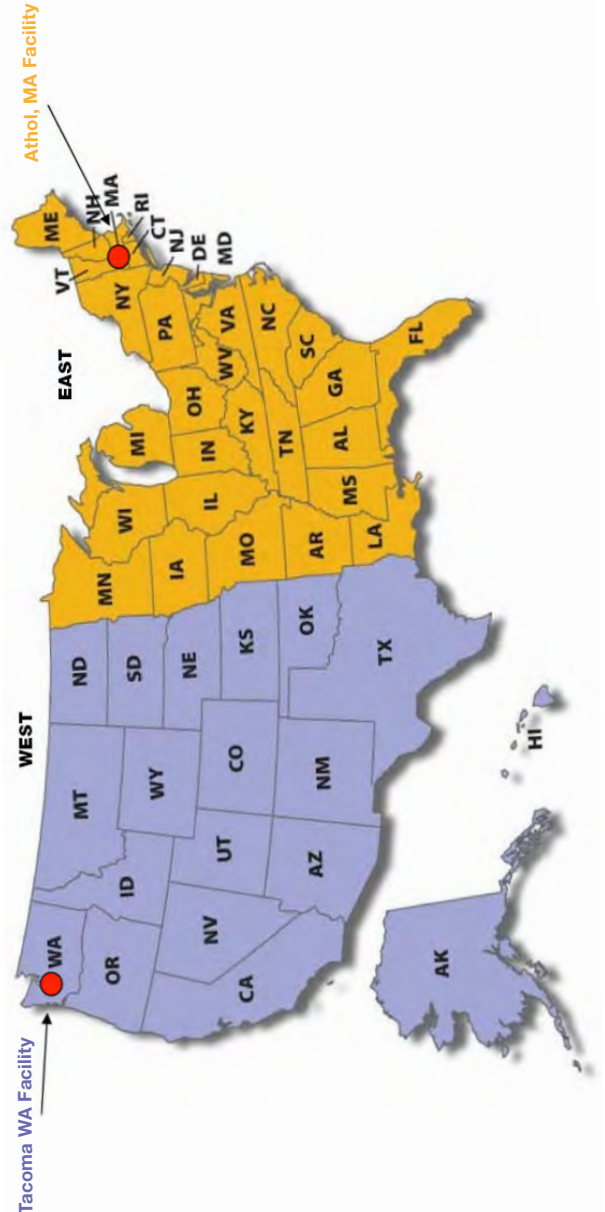 Tacoma WA Facility
Athol, MA Facility
WEST
EAST
WA
OR
CA
NV
ID
MT
WY
UT
AZ
CO
NM
ND
SD
NE
KS
OK
TX
AK
HI
MN
IA
MO
AR
LA
WI
IL
MS
MI
IN
KY
TN
AL
OH
WV
GA
FL
PA
VA
NC
SC
NY
VT
ME
NH
MA
RI
CT
NJ
DE
MD